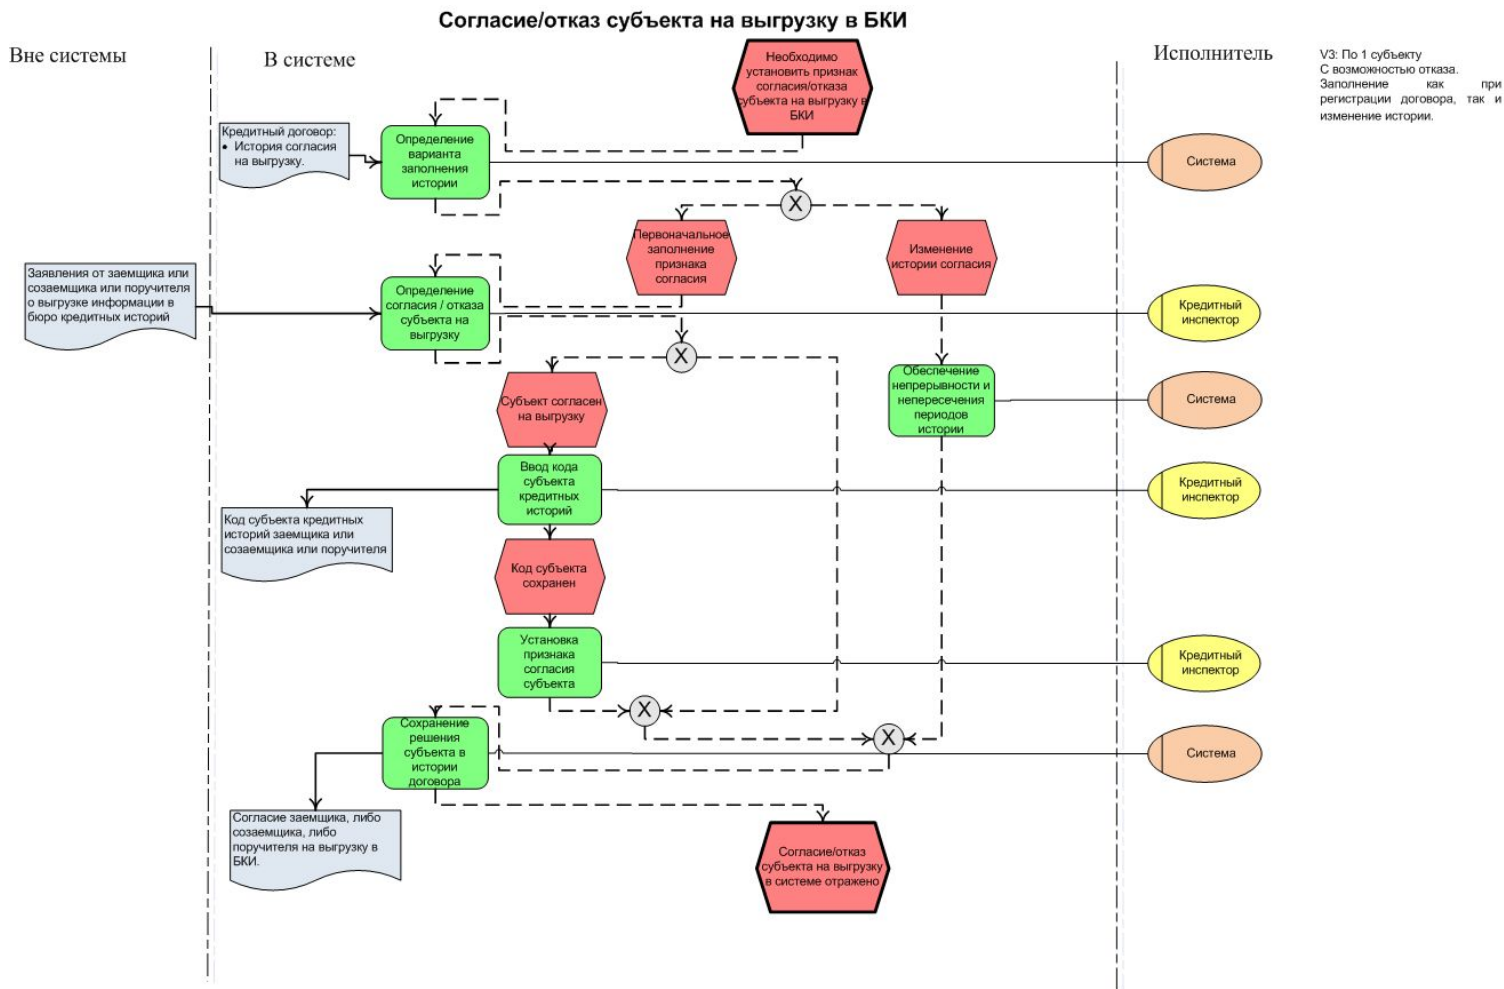 Согласие/отказ субъекта на выгрузку в БКИ
Вне системы
В системе
Исполнитель
V3: По 1 субъекту
С возможностью отказа.
Заполнение как при
регистрации договора, так и
изменение истории.
Необходимо
установить признак
согласия/отказа
субъекта на выгрузку в
БКИ
Кредитный договор:
• История согласия
на выгрузку.
Определение
варианта
заполнения
истории
Система
X
Первоначальное
заполнение
признака
согласия
Изменение
истории согласия
Заявления от заемщика или
созаемщика или поручителя
о выгрузке информации в
бюро кредитных историй
Определение
согласия / отказа
субъекта на
выгрузку
Кредитный
инспектор
X
Субъект согласен
на выгрузку
Обеспечение
непрерывности и
непересечения
периодов
истории
Система
Ввод кода
субъекта
кредитных
историй
Кредитный
инспектор
Код субъекта кредитных
историй заемщика или
созаемщика или поручителя
Код субъекта
сохранен
Установка
признака
согласия
субъекта
Кредитный
инспектор
X
X
Сохранение
решения
субъекта в
истории
договора
Система
Согласие заемщика, либо
созаемщика, либо
поручителя на выгрузку в
БКИ.
Согласие/отказ
субъекта на выгрузку
в системе отражено